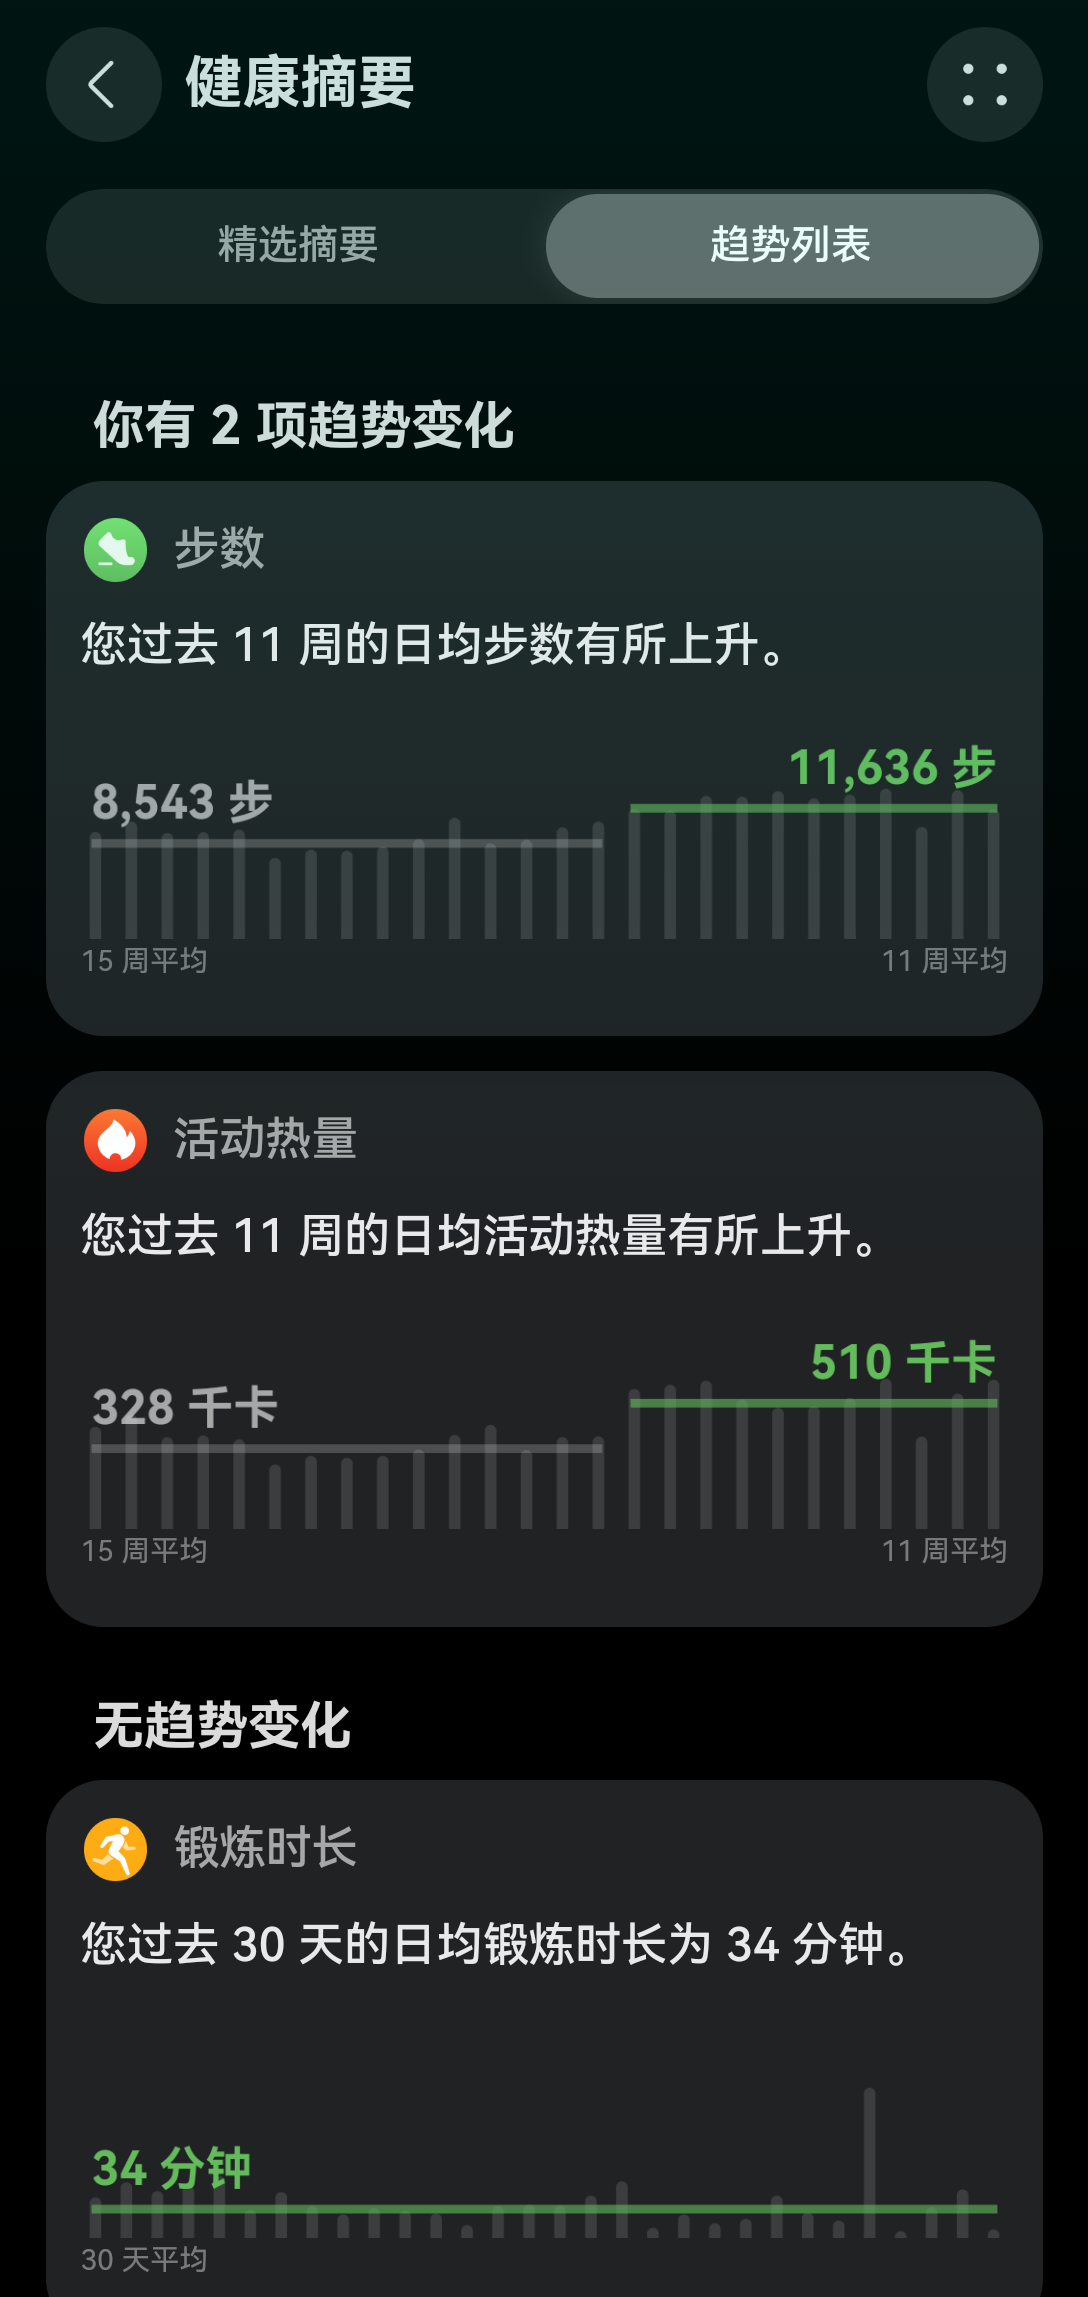 健康摘要
精选摘要
趋势列表
你有 2 项趋势变化
步数
您过去 11 周的日均步数有所上升。
11,636 步
8,543 步
15 周平均
11 周平均
活动热量
您过去 11 周的日均活动热量有所上升。
510 千卡
328 千卡
15 周平均
11 周平均
无趋势变化
锻炼时长
您过去 30 天的日均锻炼时长为 34 分钟。
34 分钟
30 天平均